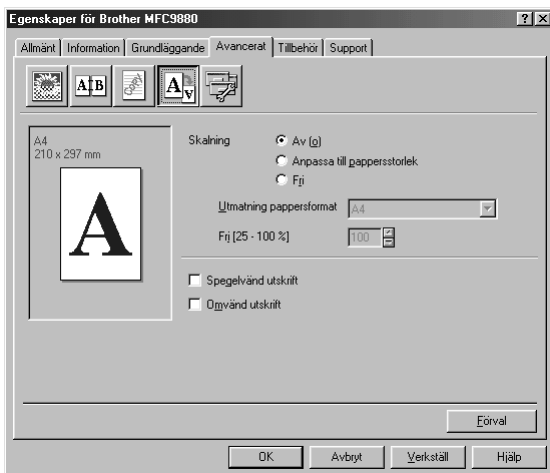 Egenskaper för Brother MFC9880
Allmänt Information Grundläggande Avancerat Tillbehör Support
A B Copy A A
A4
210 x 297 mm
A
Skalning Av (o)
Anpassa till pappersstorlek
Fri
Utmatning pappersformat A4
Fri [25 - 100 %] 100
Spegelvänd utskrift
Omvänd utskrift
Förval
OK Avbryt Verkställ Hjälp